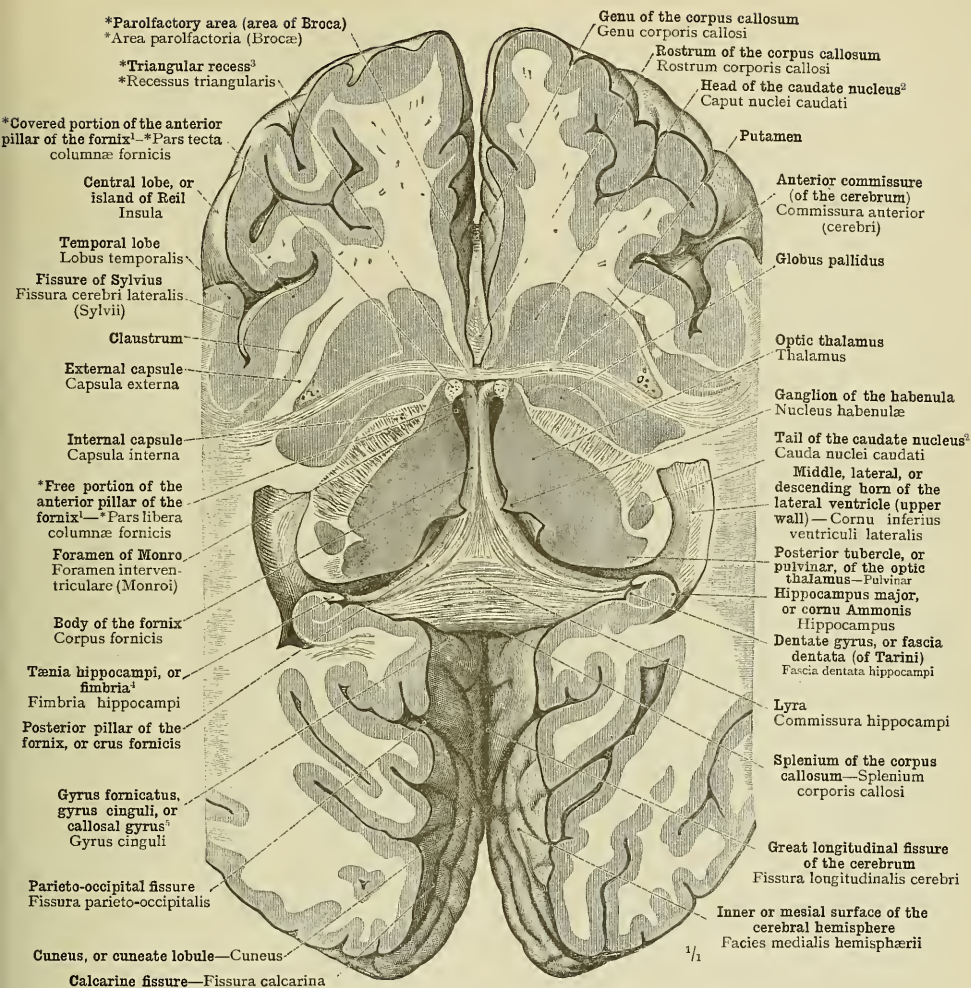 *Parolfactory area (area of Broca)
*Area parolfactoria (Brocæ)
*Triangular recess³
*Recessus triangularis
*Covered portion of the anterior
pillar of the fornix¹–*Pars tecta
columnæ fornicis
Central lobe, or
island of Reil
Insula
Temporal lobe
Lobus temporalis
Fissure of Sylvius
Fissura cerebri lateralis
(Sylvii)
Claustrum
External capsule
Capsula externa
Internal capsule
Capsula interna
*Free portion of the
anterior pillar of the
fornix¹—*Pars libera
columnæ fornicis
Foramen of Monro
Foramen interven-
triculare (Monroi)
Body of the fornix
Corpus fornicis
Tænia hippocampi, or
fimbria⁴
Fimbria hippocampi
Posterior pillar of the
fornix, or crus fornicis
Gyrus fornicatus,
gyrus cinguli, or
callosal gyrus⁵
Gyrus cinguli
Parieto-occipital fissure
Fissura parieto-occipitalis
Cuneus, or cuneate lobule—Cuneus
Calcarine fissure—Fissura calcarina
Genu of the corpus callosum
Genu corporis callosi
Rostrum of the corpus callosum
Rostrum corporis callosi
Head of the caudate nucleus²
Caput nuclei caudati
Putamen
Anterior commissure
(of the cerebrum)
Commissura anterior
(cerebri)
Globus pallidus
Optic thalamus
Thalamus
Ganglion of the habenula
Nucleus habenulæ
Tail of the caudate nucleus²
Cauda nuclei caudati
Middle, lateral, or
descending horn of the
lateral ventricle (upper
wall)—Cornu inferius
ventriculi lateralis
Posterior tubercle, or
pulvinar, of the optic
thalamus—Pulvinar
Hippocampus major,
or cornu Ammonis
Hippocampus
Dentate gyrus, or fascia
dentata (of Tarini)
Fascia dentata hippocampi
Lyra
Commissura hippocampi
Splenium of the corpus
callosum—Splenium
corporis callosi
Great longitudinal fissure
of the cerebrum
Fissura longitudinalis cerebri
Inner or mesial surface of the
cerebral hemisphere
Facies medialis hemisphærii
1/1